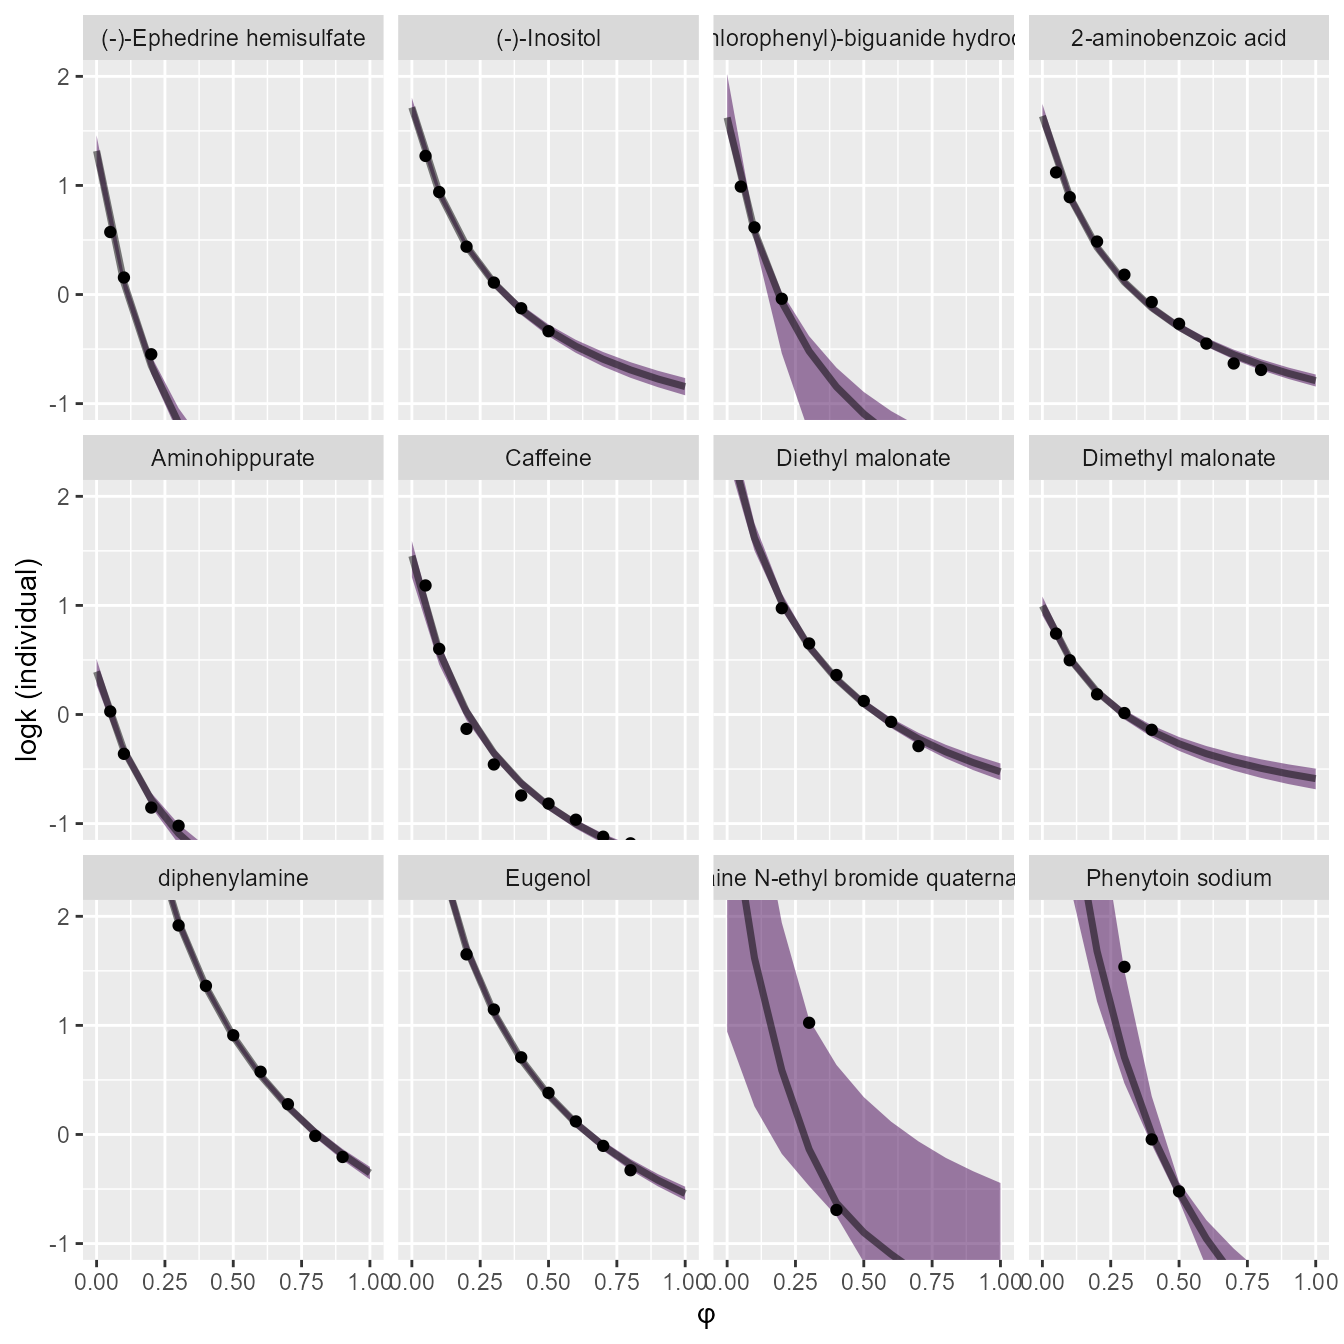 (-)-Ephedrine hemisulfate
(-)-Inositol
hlorophenyl)-biguanide hydroc
2-aminobenzoic acid
2
1
0
-1
Aminohippurate
Caffeine
Diethyl malonate
Dimethyl malonate
2
1
0
-1
diphenylamine
Eugenol
ine N-ethyl bromide quaterna
Phenytoin sodium
2
1
0
-1
0.00 0.25 0.50 0.75 1.00
0.00 0.25 0.50 0.75 1.00
0.00 0.25 0.50 0.75 1.00
0.00 0.25 0.50 0.75 1.00
logk (individual)
φ